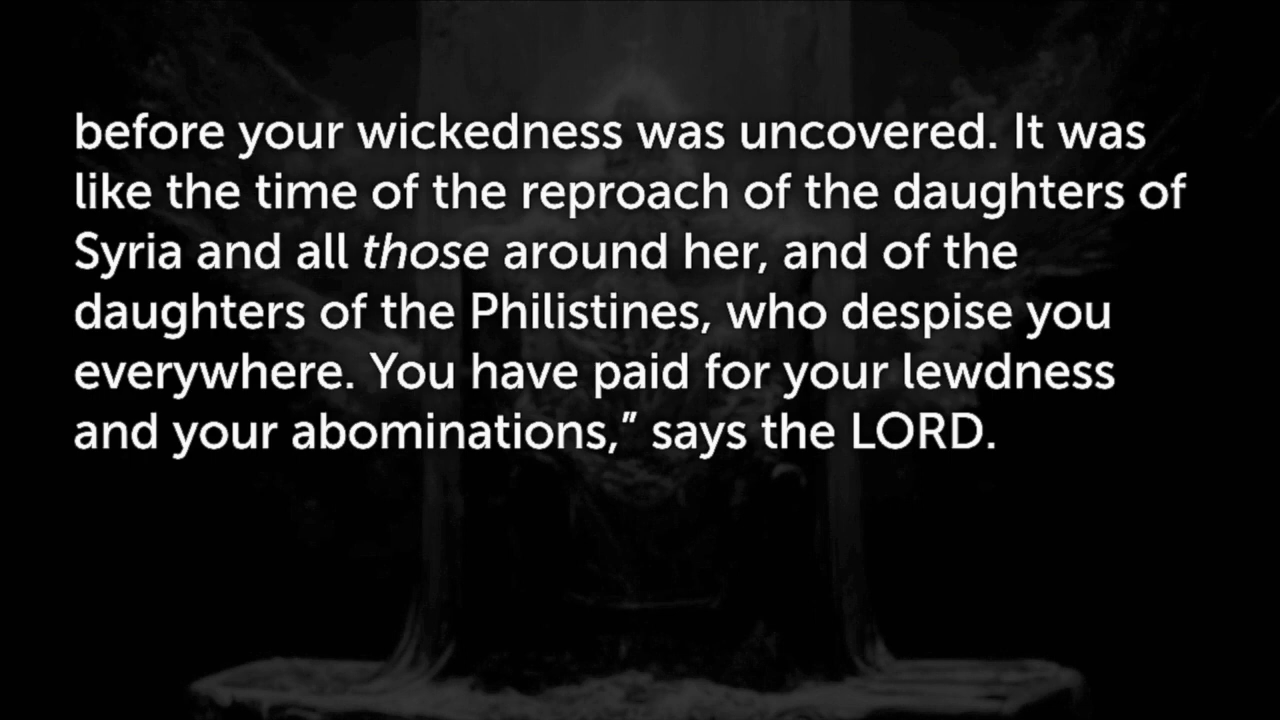 before your wickedness was uncovered. It was
like the time of the reproach of the daughters of
Syria and all those around her, and of the
daughters of the Philistines, who despise you
everywhere. You have paid for your lewdness
and your abominations,” says the LORD.